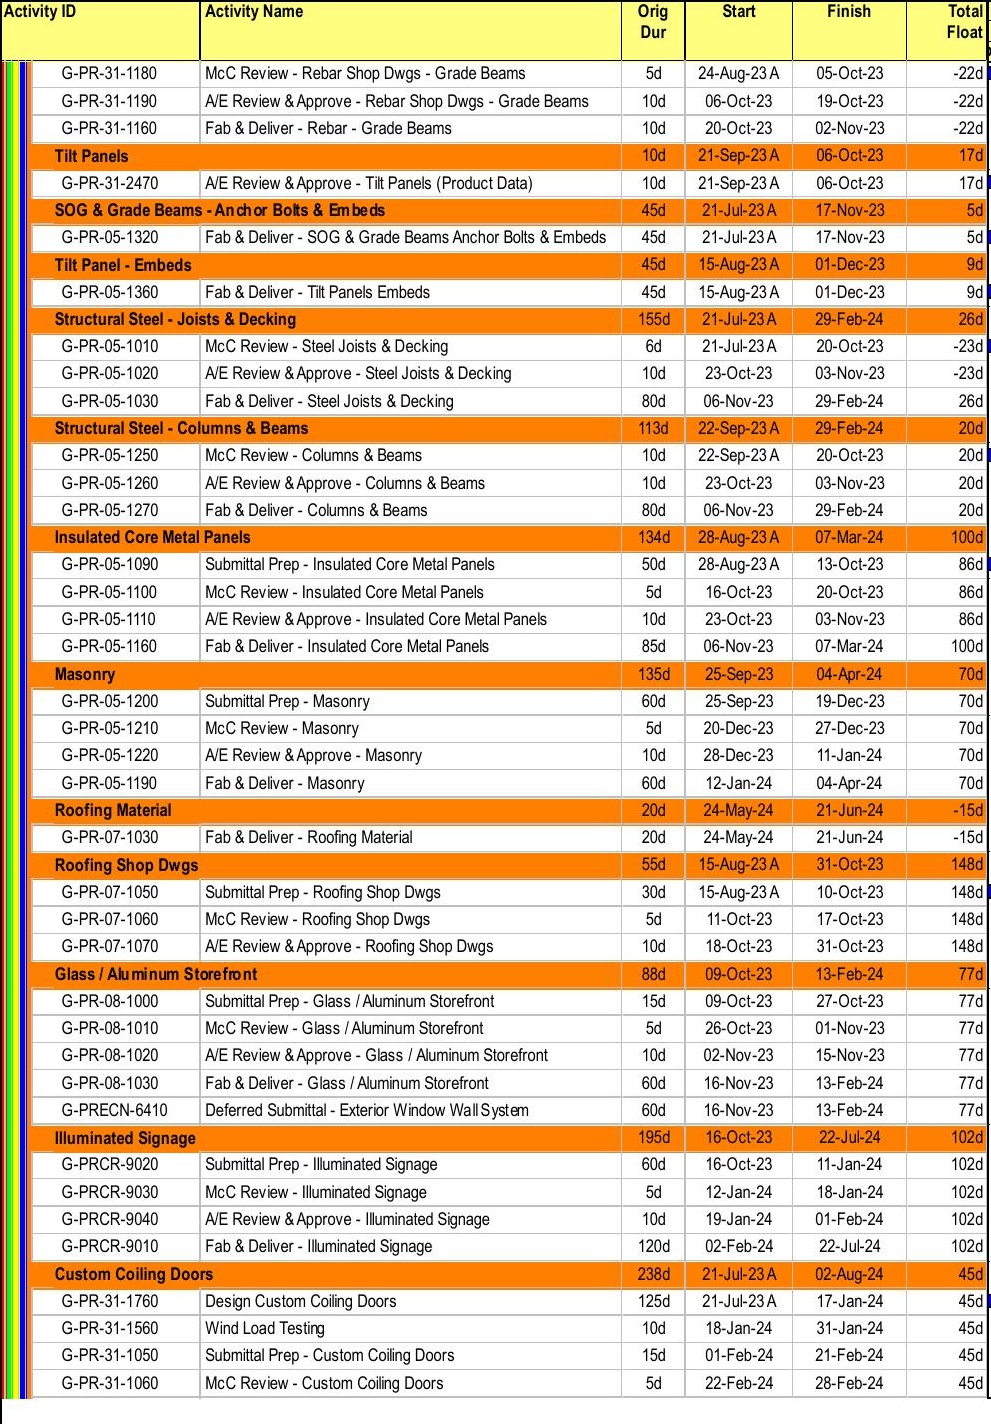 Activity ID Activity Name Orig Dur Start Finish Total Float
G-PR-31-1180 McC Review - Rebar Shop Dwgs - Grade Beams 5d 24-Aug-23 A 05-Oct-23 -22d
G-PR-31-1190 A/E Review & Approve - Rebar Shop Dwgs - Grade Beams 10d 06-Oct-23 19-Oct-23 -22d
G-PR-31-1160 Fab & Deliver - Rebar - Grade Beams 10d 20-Oct-23 02-Nov-23 -22d
Tilt Panels 10d 21-Sep-23 A 06-Oct-23 17d
G-PR-31-2470 A/E Review & Approve - Tilt Panels (Product Data) 10d 21-Sep-23 A 06-Oct-23 17d
SOG & Grade Beams - Anchor Bolts & Embeds 45d 21-Jul-23 A 17-Nov-23 5d
G-PR-05-1320 Fab & Deliver - SOG & Grade Beams Anchor Bolts & Embeds 45d 21-Jul-23 A 17-Nov-23 5d
Tilt Panel - Embeds 45d 15-Aug-23 A 01-Dec-23 9d
G-PR-05-1360 Fab & Deliver - Tilt Panels Embeds 45d 15-Aug-23 A 01-Dec-23 9d
Structural Steel - Joists & Decking 155d 21-Jul-23 A 29-Feb-24 26d
G-PR-05-1010 McC Review - Steel Joists & Decking 6d 21-Jul-23 A 20-Oct-23 -23d
G-PR-05-1020 A/E Review & Approve - Steel Joists & Decking 10d 23-Oct-23 03-Nov-23 -23d
G-PR-05-1030 Fab & Deliver - Steel Joists & Decking 80d 06-Nov-23 29-Feb-24 26d
Structural Steel - Columns & Beams 113d 22-Sep-23 A 29-Feb-24 20d
G-PR-05-1250 McC Review - Columns & Beams 10d 22-Sep-23 A 20-Oct-23 20d
G-PR-05-1260 A/E Review & Approve - Columns & Beams 10d 23-Oct-23 03-Nov-23 20d
G-PR-05-1270 Fab & Deliver - Columns & Beams 80d 06-Nov-23 29-Feb-24 20d
Insulated Core Metal Panels 134d 28-Aug-23 A 07-Mar-24 100d
G-PR-05-1090 Submittal Prep - Insulated Core Metal Panels 50d 28-Aug-23 A 13-Oct-23 86d
G-PR-05-1100 McC Review - Insulated Core Metal Panels 5d 16-Oct-23 20-Oct-23 86d
G-PR-05-1110 A/E Review & Approve - Insulated Core Metal Panels 10d 23-Oct-23 03-Nov-23 86d
G-PR-05-1160 Fab & Deliver - Insulated Core Metal Panels 85d 06-Nov-23 07-Mar-24 100d
Masonry 135d 25-Sep-23 04-Apr-24 70d
G-PR-05-1200 Submittal Prep - Masonry 60d 25-Sep-23 19-Dec-23 70d
G-PR-05-1210 McC Review - Masonry 5d 20-Dec-23 27-Dec-23 70d
G-PR-05-1220 A/E Review & Approve - Masonry 10d 28-Dec-23 11-Jan-24 70d
G-PR-05-1190 Fab & Deliver - Masonry 60d 12-Jan-24 04-Apr-24 70d
Roofing Material 20d 24-May-24 21-Jun-24 -15d
G-PR-07-1030 Fab & Deliver - Roofing Material 20d 24-May-24 21-Jun-24 -15d
Roofing Shop Dwgs 55d 15-Aug-23 A 31-Oct-23 148d
G-PR-07-1050 Submittal Prep - Roofing Shop Dwgs 30d 15-Aug-23 A 10-Oct-23 148d
G-PR-07-1060 McC Review - Roofing Shop Dwgs 5d 11-Oct-23 17-Oct-23 148d
G-PR-07-1070 A/E Review & Approve - Roofing Shop Dwgs 10d 18-Oct-23 31-Oct-23 148d
Glass / Aluminum Storefront 88d 09-Oct-23 13-Feb-24 77d
G-PR-08-1000 Submittal Prep - Glass / Aluminum Storefront 15d 09-Oct-23 27-Oct-23 77d
G-PR-08-1010 McC Review - Glass / Aluminum Storefront 5d 26-Oct-23 01-Nov-23 77d
G-PR-08-1020 A/E Review & Approve - Glass / Aluminum Storefront 10d 02-Nov-23 15-Nov-23 77d
G-PR-08-1030 Fab & Deliver - Glass / Aluminum Storefront 60d 16-Nov-23 13-Feb-24 77d
G-PRECN-6410 Deferred Submittal - Exterior Window Wall System 60d 16-Nov-23 13-Feb-24 77d
Illuminated Signage 195d 16-Oct-23 22-Jul-24 102d
G-PRCR-9020 Submittal Prep - Illuminated Signage 60d 16-Oct-23 11-Jan-24 102d
G-PRCR-9030 McC Review - Illuminated Signage 5d 12-Jan-24 18-Jan-24 102d
G-PRCR-9040 A/E Review & Approve - Illuminated Signage 10d 19-Jan-24 01-Feb-24 102d
G-PRCR-9010 Fab & Deliver - Illuminated Signage 120d 02-Feb-24 22-Jul-24 102d
Custom Coiling Doors 238d 21-Jul-23 A 02-Aug-24 45d
G-PR-31-1760 Design Custom Coiling Doors 125d 21-Jul-23 A 17-Jan-24 45d
G-PR-31-1560 Wind Load Testing 10d 18-Jan-24 31-Jan-24 45d
G-PR-31-1050 Submittal Prep - Custom Coiling Doors 15d 01-Feb-24 21-Feb-24 45d
G-PR-31-1060 McC Review - Custom Coiling Doors 5d 22-Feb-24 28-Feb-24 45d